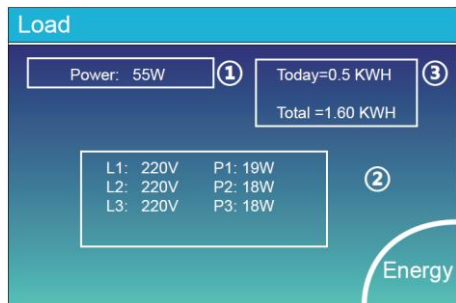 Load
Power: 55W ①
Today=0.5 KWH ③
Total =1.60 KWH
L1: 220V P1: 19W
L2: 220V P2: 18W
L3: 220V P3: 18W
②
Energy